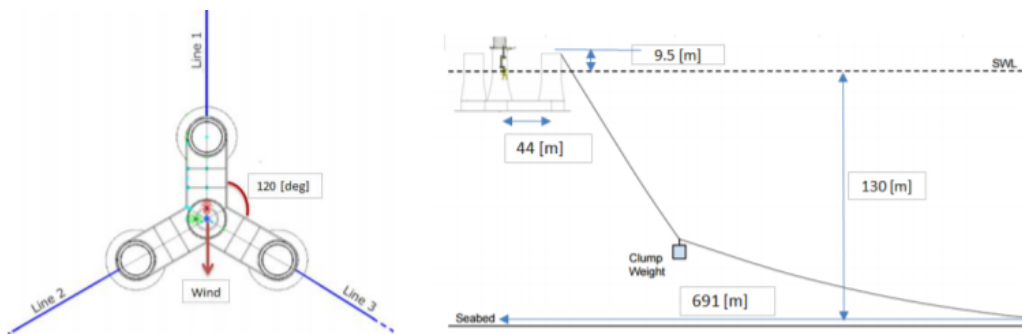 Line 1
120 [deg]
Line 2
Wind
Line 3
9.5 [m]
SWL
44 [m]
130 [m]
Clump
Weight
691 [m]
Seabed